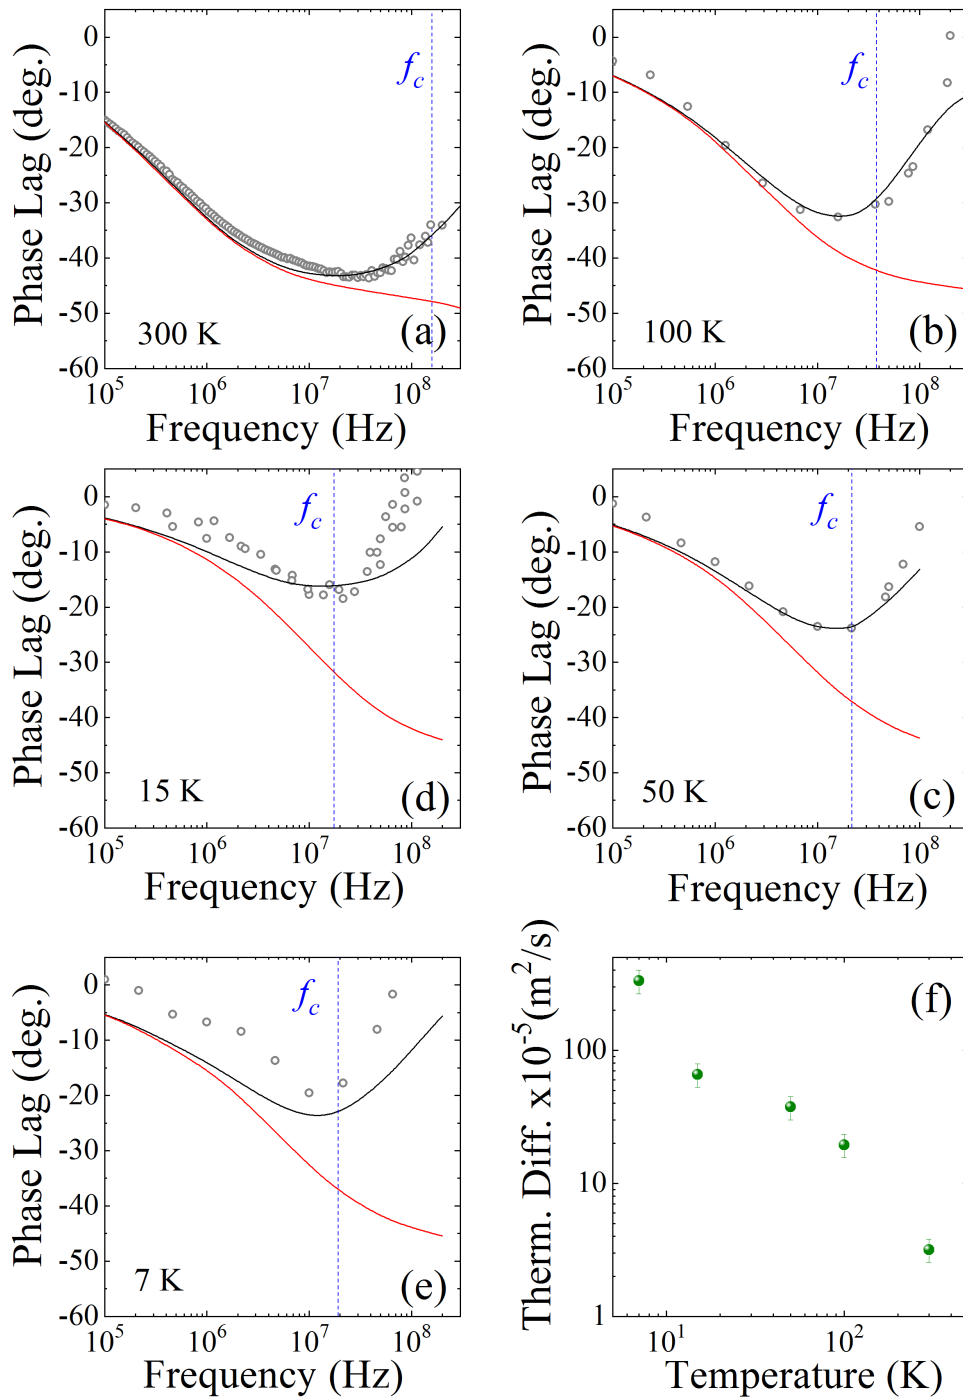 0
-10
-20
-30
-40
-50
-60
Phase Lag (deg.)
f_c
300 K
(a)
10^5 10^6 10^7 10^8
Frequency (Hz)
0
-10
-20
-30
-40
-50
-60
Phase Lag (deg.)
f_c
100 K
(b)
10^5 10^6 10^7 10^8
Frequency (Hz)
0
-10
-20
-30
-40
-50
-60
Phase Lag (deg.)
f_c
15 K
(d)
10^5 10^6 10^7 10^8
Frequency (Hz)
0
-10
-20
-30
-40
-50
-60
Phase Lag (deg.)
f_c
50 K
(c)
10^5 10^6 10^7 10^8
Frequency (Hz)
0
-10
-20
-30
-40
-50
-60
Phase Lag (deg.)
f_c
7 K
(e)
10^5 10^6 10^7 10^8
Frequency (Hz)
100
10
1
Therm. Diff. x10^-5(m^2/s)
(f)
10^1 10^2
Temperature (K)